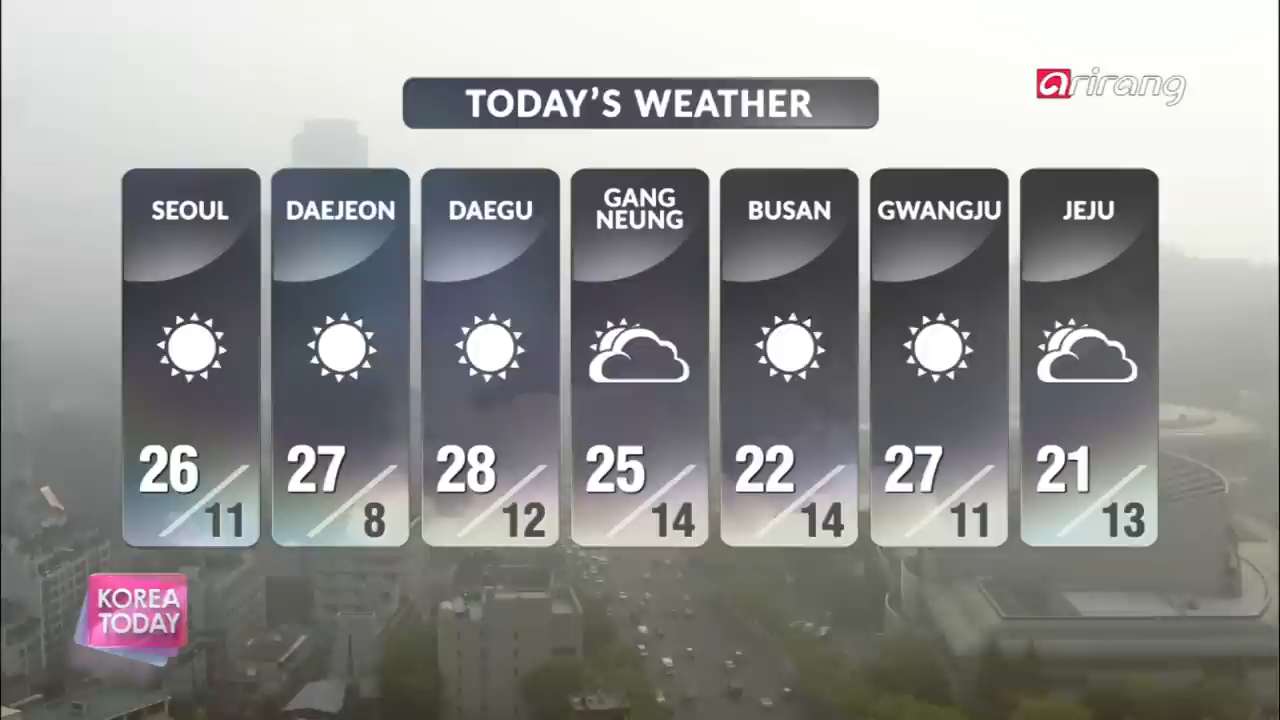 TODAY'S WEATHER
arirang
SEOUL
26
11
DAEJEON
27
8
DAEGU
28
12
GANG
NEUNG
25
14
BUSAN
22
14
GWANGJU
27
11
JEJU
21
13
KOREA
TODAY